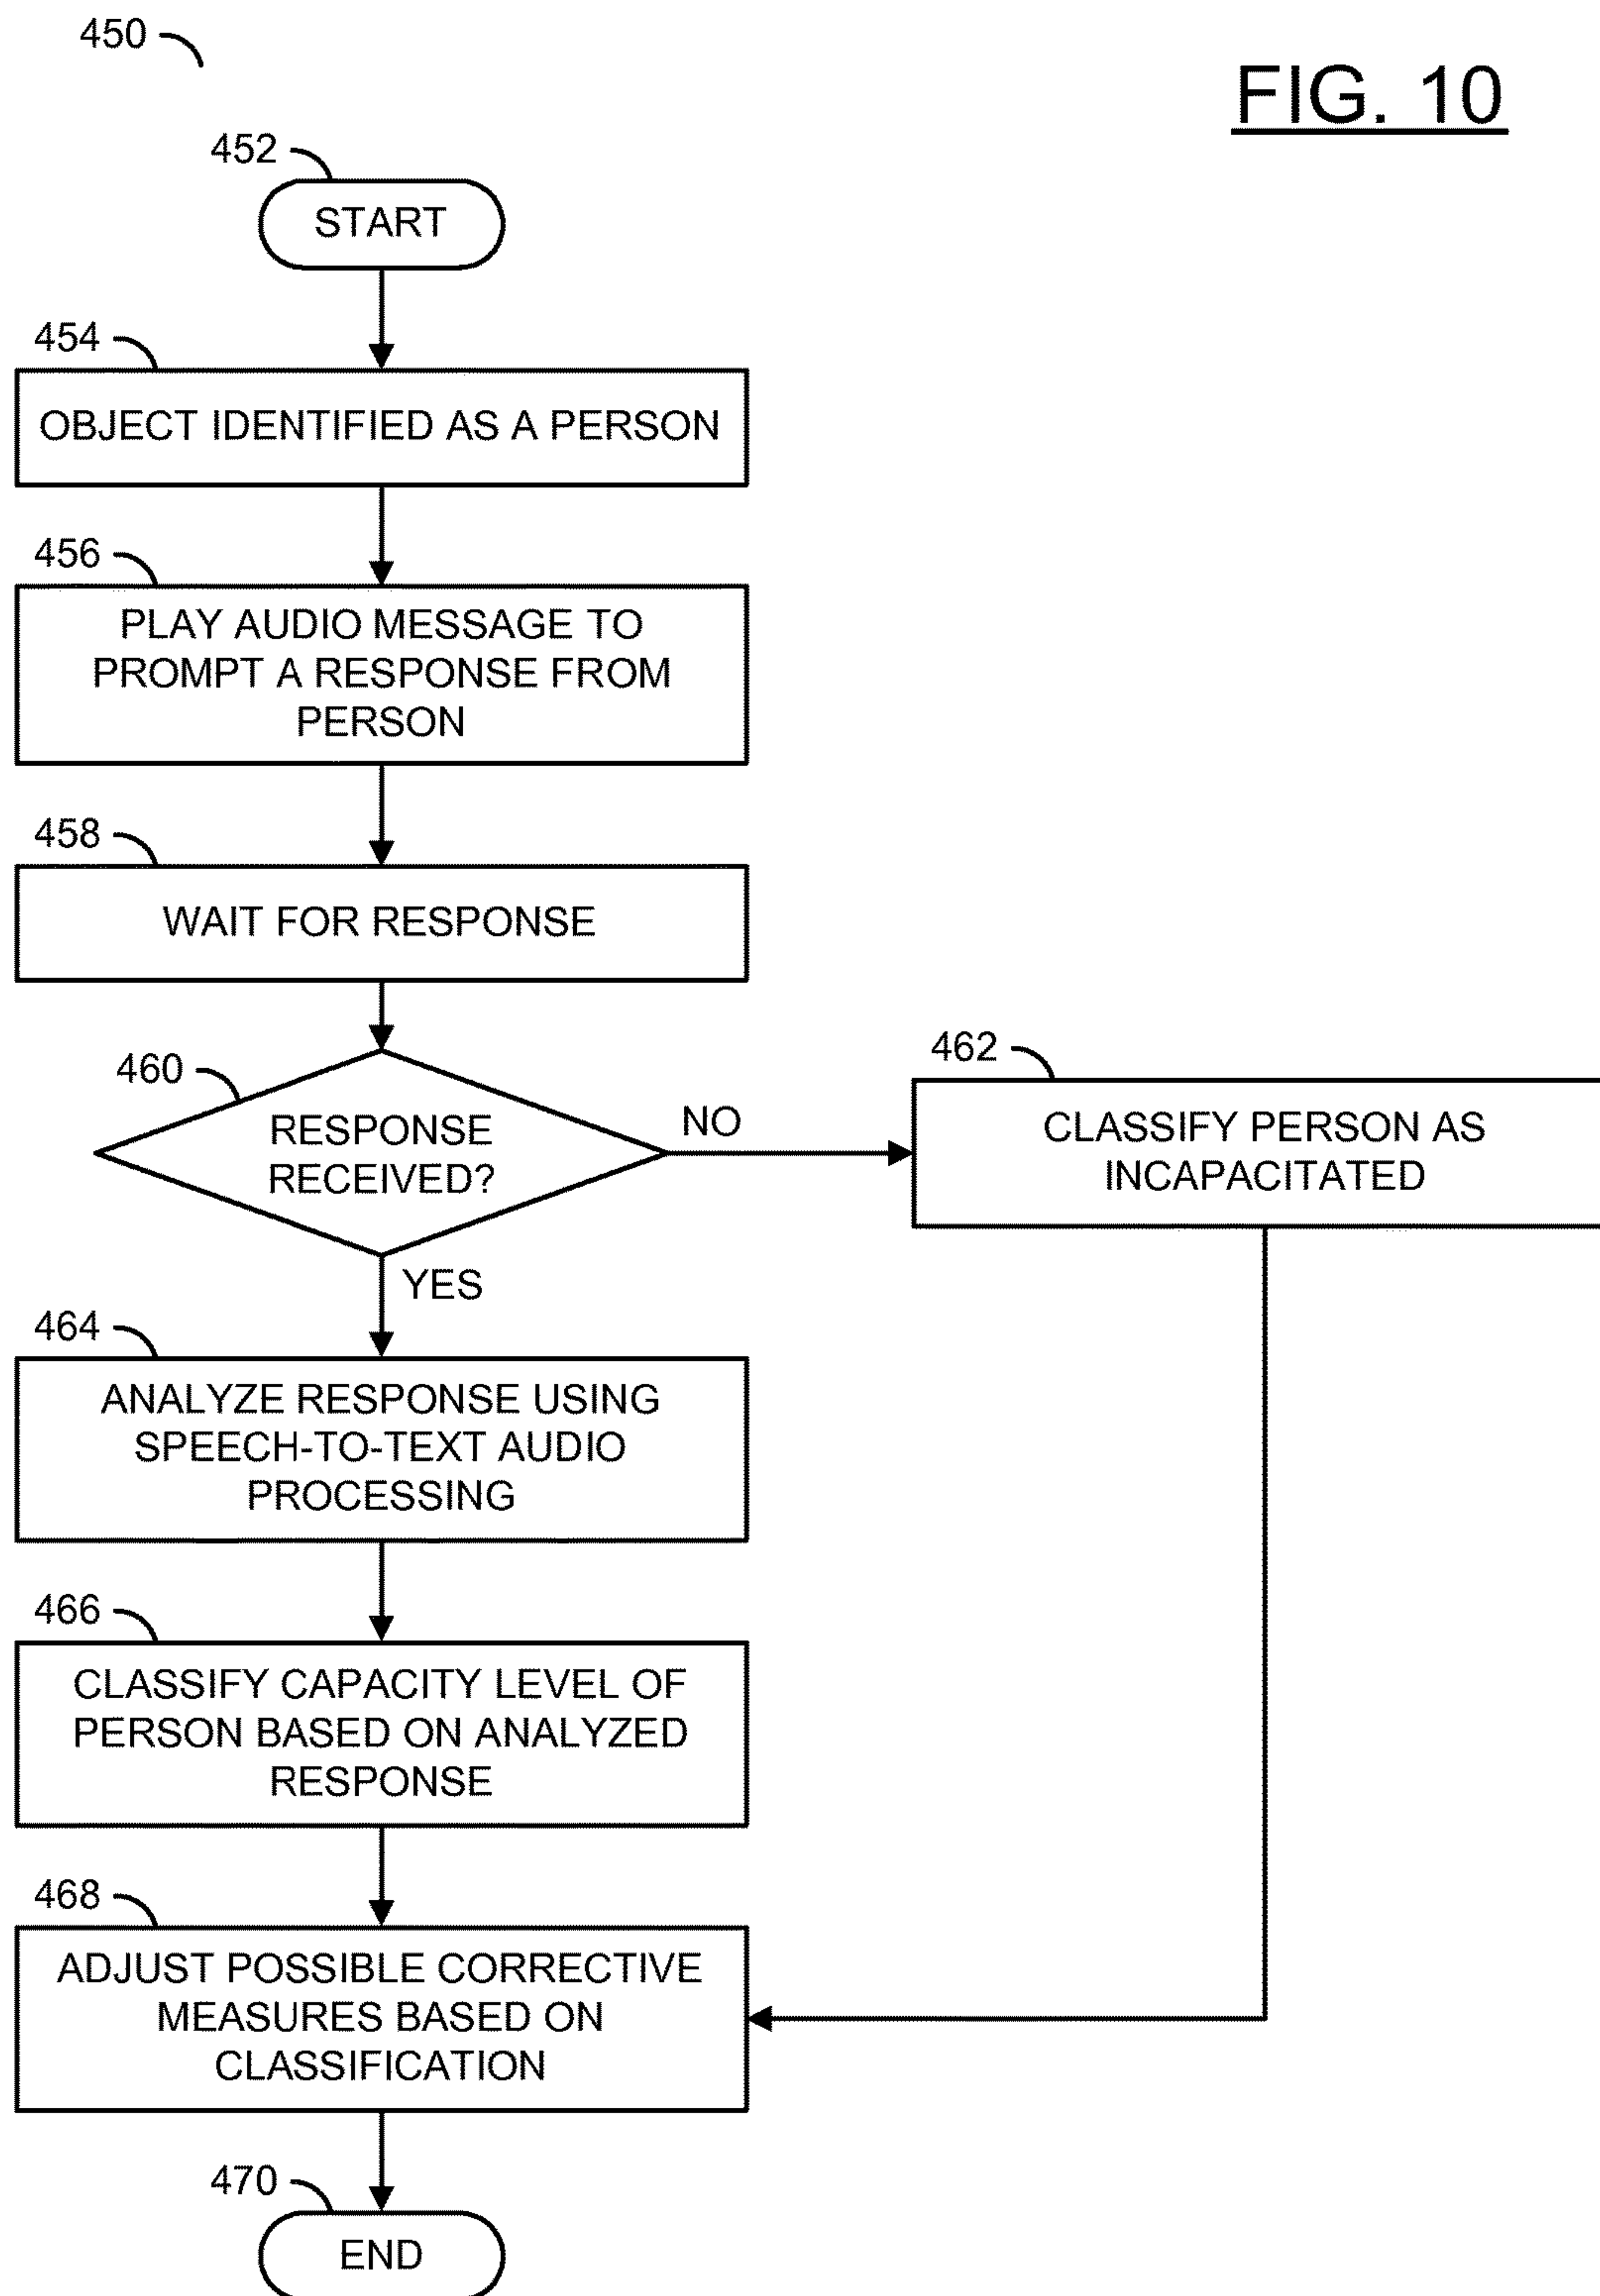 450
FIG. 10
452
START
454
OBJECT IDENTIFIED AS A PERSON
456
PLAY AUDIO MESSAGE TO
PROMPT A RESPONSE FROM
PERSON
458
WAIT FOR RESPONSE
460
RESPONSE
RECEIVED?
NO
462
CLASSIFY PERSON AS
INCAPACITATED
YES
464
ANALYZE RESPONSE USING
SPEECH-TO-TEXT AUDIO
PROCESSING
466
CLASSIFY CAPACITY LEVEL OF
PERSON BASED ON ANALYZED
RESPONSE
468
ADJUST POSSIBLE CORRECTIVE
MEASURES BASED ON
CLASSIFICATION
470
END